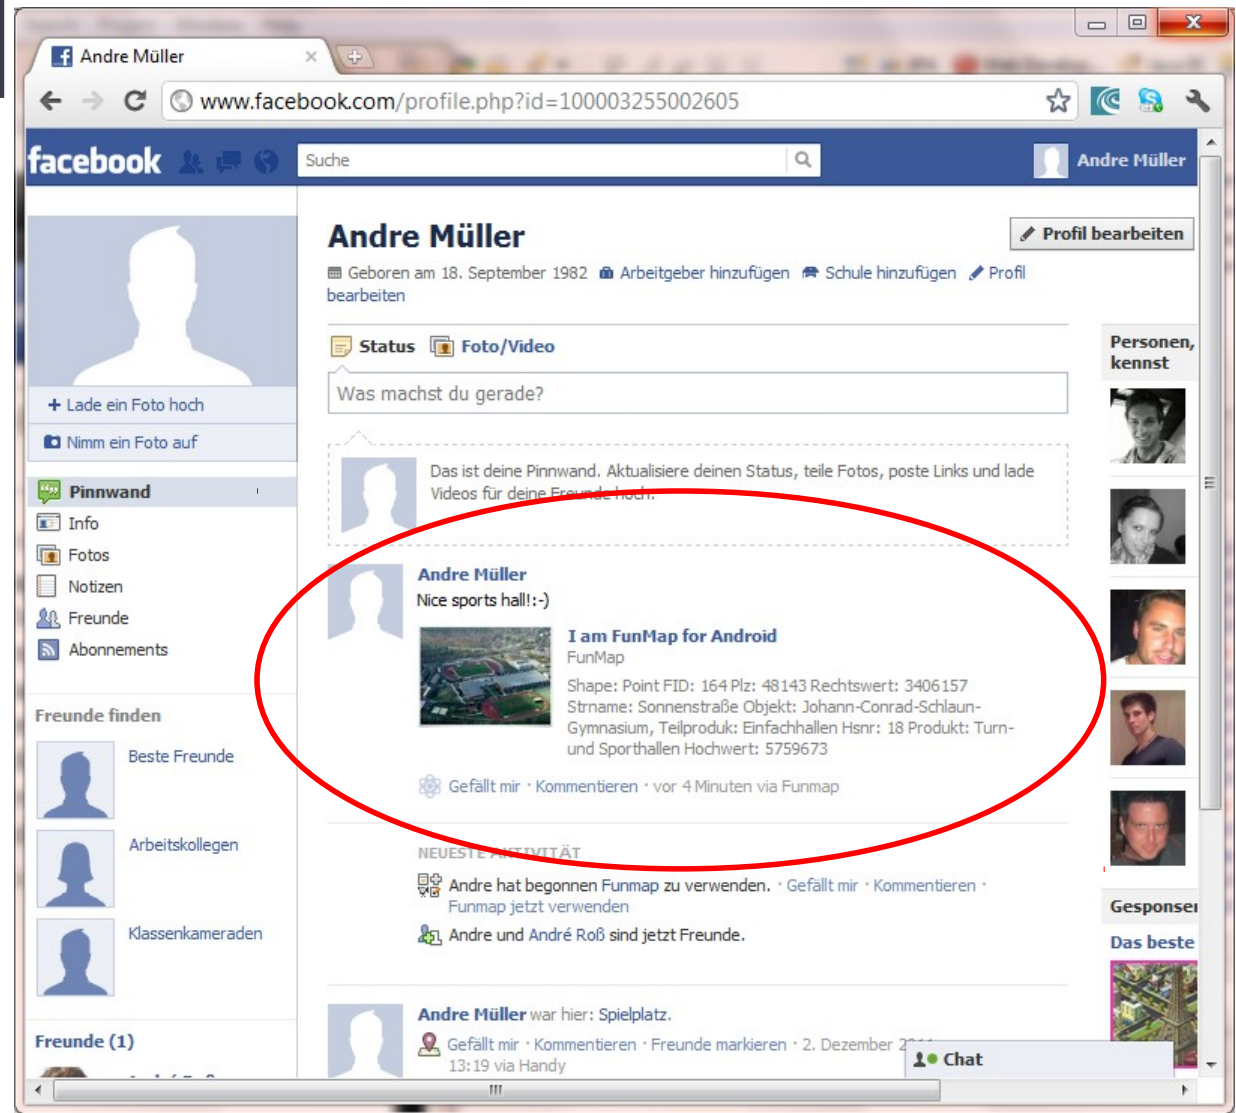 Andre Müller
www.facebook.com/profile.php?id=100003255002605
facebook
Suche
Andre Müller
Andre Müller
Profil bearbeiten
Geboren am 18. September 1982 Arbeitgeber hinzufügen Schule hinzufügen Profil
bearbeiten
Status Foto/Video
Was machst du gerade?
Das ist deine Pinnwand. Aktualisiere deinen Status, teile Fotos, poste Links und lade
Videos für deine Freunde hoch.
+ Lade ein Foto hoch
Nimm ein Foto auf
Pinnwand
Info
Fotos
Notizen
Freunde
Abonnements
Freunde finden
Beste Freunde
Arbeitskollegen
Klassenkameraden
Freunde (1)
Andre Müller
Nice sports hall!:-)
I am FunMap for Android
FunMap
Shape: Point FID: 164 Plz: 48143 Rechtswert: 3406157
Strname: Sonnenstraße Objekt: Johann-Conrad-Schlaun-
Gymnasium, Teilproduk: Einfachhallen Hsnr: 18 Produkt: Turn-
und Sporthallen Hochwert: 5759673
Gefällt mir · Kommentieren · vor 4 Minuten via Funmap
NEUESTE AKTIVITÄT
Andre hat begonnen Funmap zu verwenden. · Gefällt mir · Kommentieren ·
Funmap jetzt verwenden
Andre und André Roß sind jetzt Freunde.
Andre Müller war hier: Spielplatz.
Gefällt mir · Kommentieren · Freunde markieren · 2. Dezember
13:19 via Handy
Personen,
kennst
Gesponser
Das beste
Chat